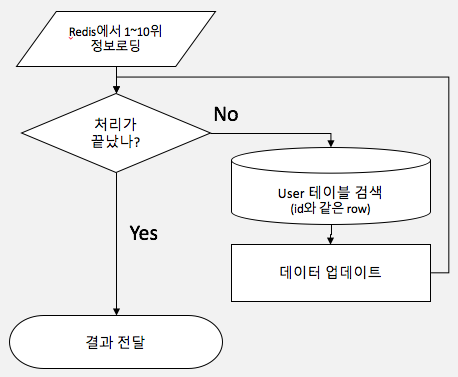 Redis에서 1~10위
정보로딩
처리가
끝났나?
No
User 테이블 검색
(id와 같은 row)
Yes
데이터 업데이트
결과 전달